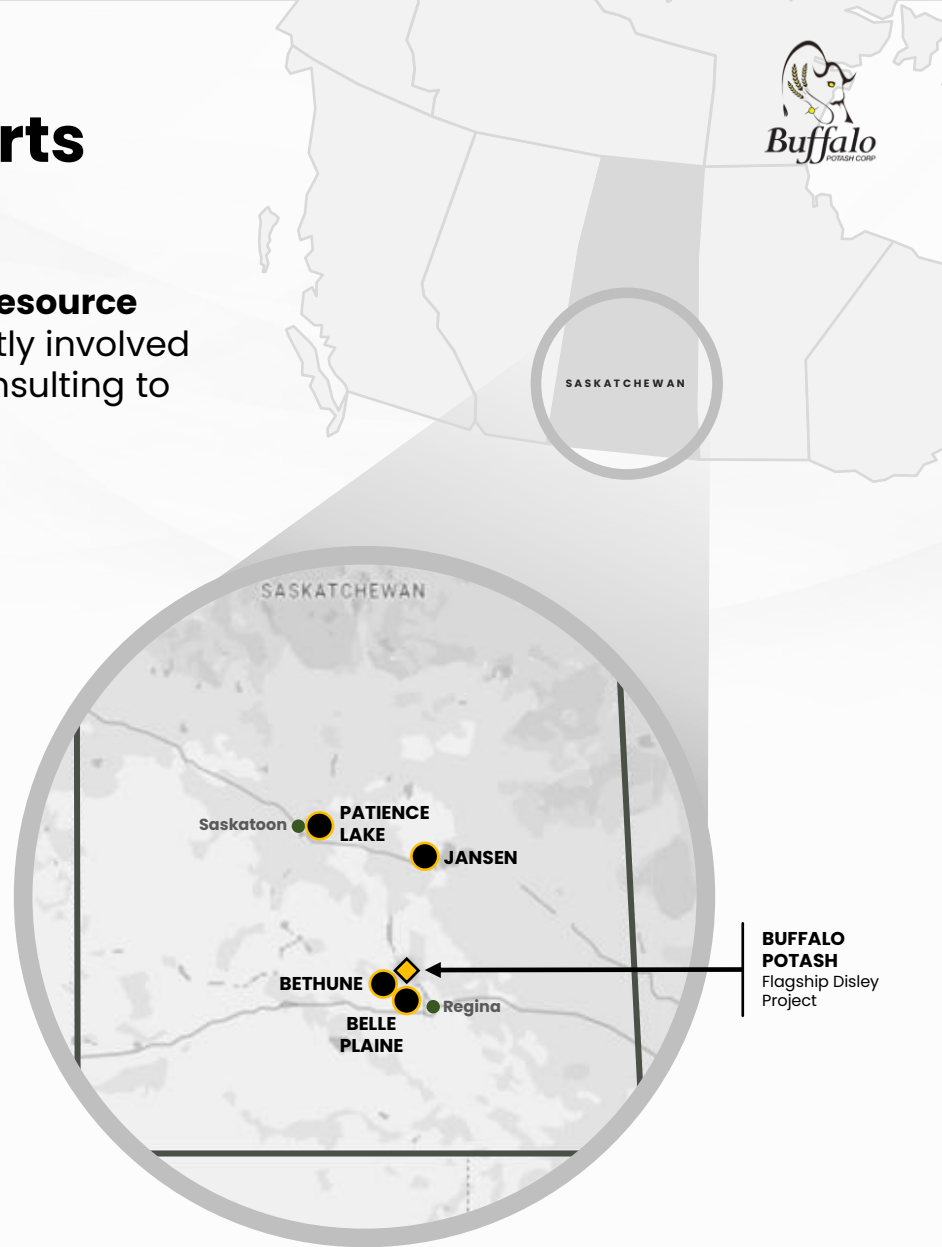 rts
Buffalo
POTASH CORP
esource
tly involved
nsulting to
SASKATCHEWAN
SASKATCHEWAN
Saskatoon
PATIENCE
LAKE
JANSEN
BUFFALO
POTASH
Flagship Disley
Project
BETHUNE
Regina
BELLE
PLAINE